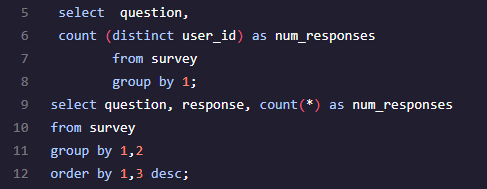 5 select  question,
6 count (distinct user_id) as num_responses
7 from survey
8 group by 1;
9 select question, response, count(*) as num_responses
10 from survey
11 group by 1,2
12 order by 1,3 desc;